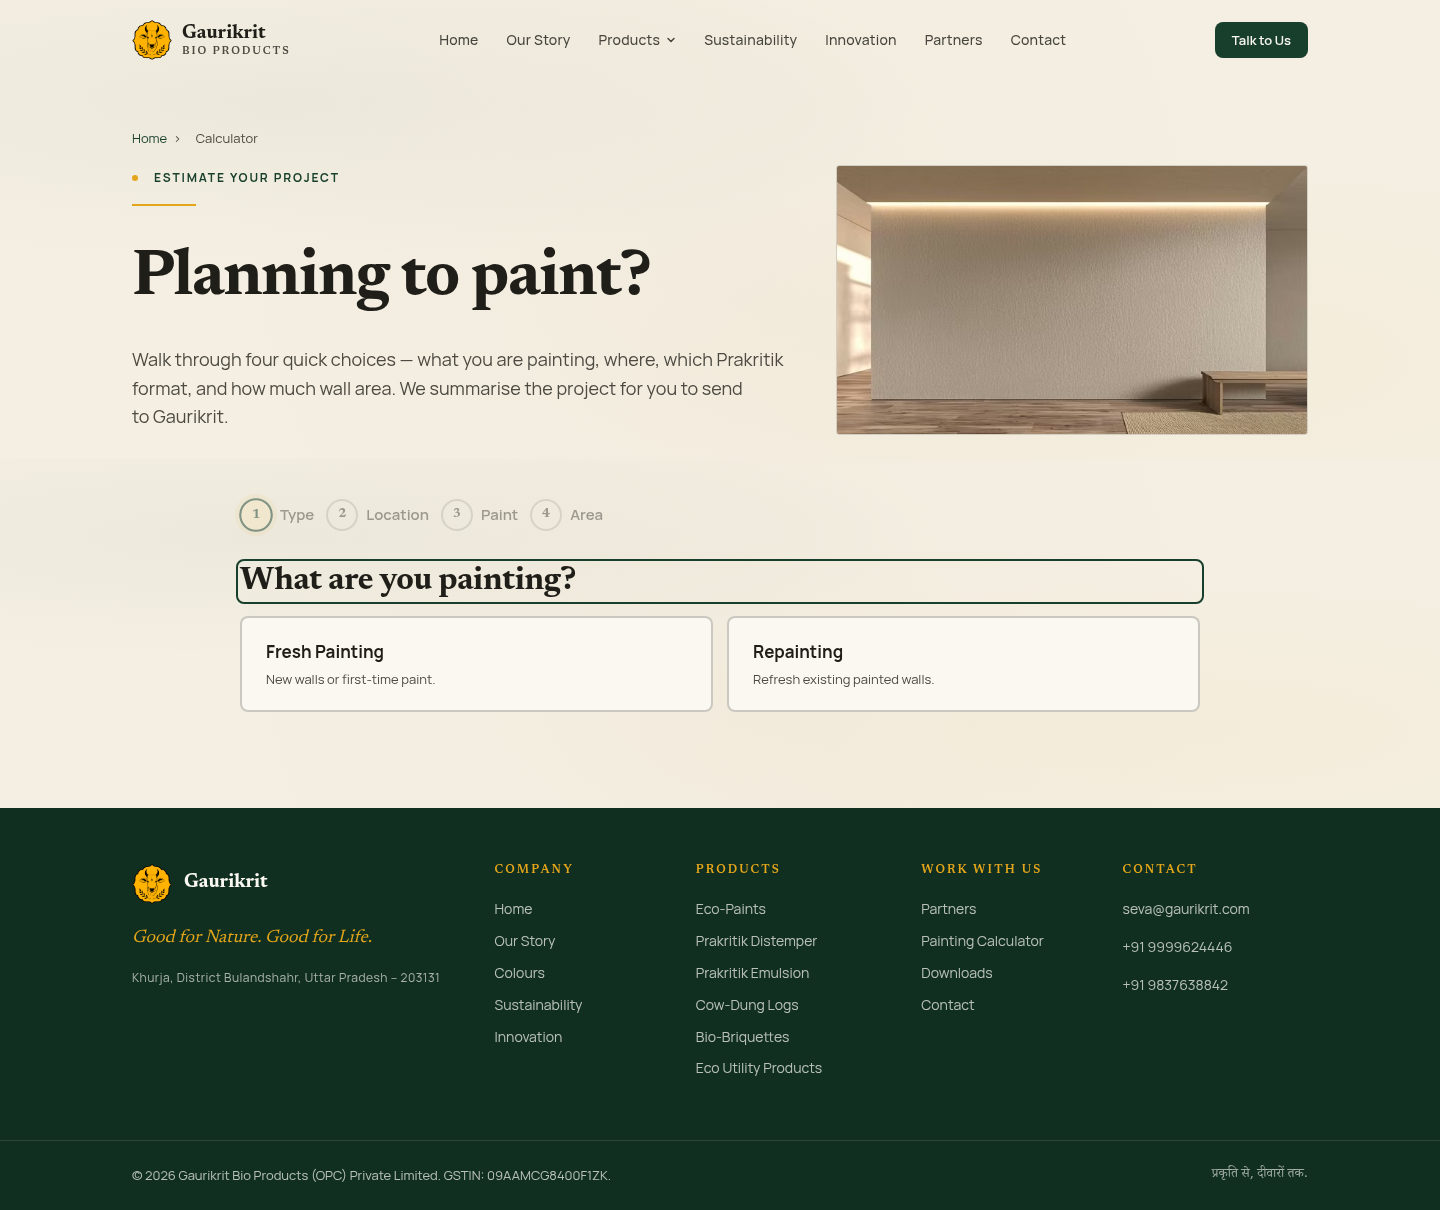 Gaurikrit
BIO PRODUCTS
Home
Our Story
Products
Sustainability
Innovation
Partners
Contact
Talk to Us
Home › Calculator
ESTIMATE YOUR PROJECT
Planning to paint?
Walk through four quick choices — what you are painting, where, which Prakritik
format, and how much wall area. We summarise the project for you to send
to Gaurikrit.
1 Type 2 Location 3 Paint 4 Area
What are you painting?
Fresh Painting
New walls or first-time paint.
Repainting
Refresh existing painted walls.
Gaurikrit
Good for Nature. Good for Life.
Khurja, District Bulandshahr, Uttar Pradesh – 203131
COMPANY
Home
Our Story
Colours
Sustainability
Innovation
PRODUCTS
Eco-Paints
Prakritik Distemper
Prakritik Emulsion
Cow-Dung Logs
Bio-Briquettes
Eco Utility Products
WORK WITH US
Partners
Painting Calculator
Downloads
Contact
CONTACT
seva@gaurikrit.com
+91 9999624446
+91 9837638842
© 2026 Gaurikrit Bio Products (OPC) Private Limited. GSTIN: 09AAMCG8400F1ZK.
प्रकृति से, दीवारों तक.